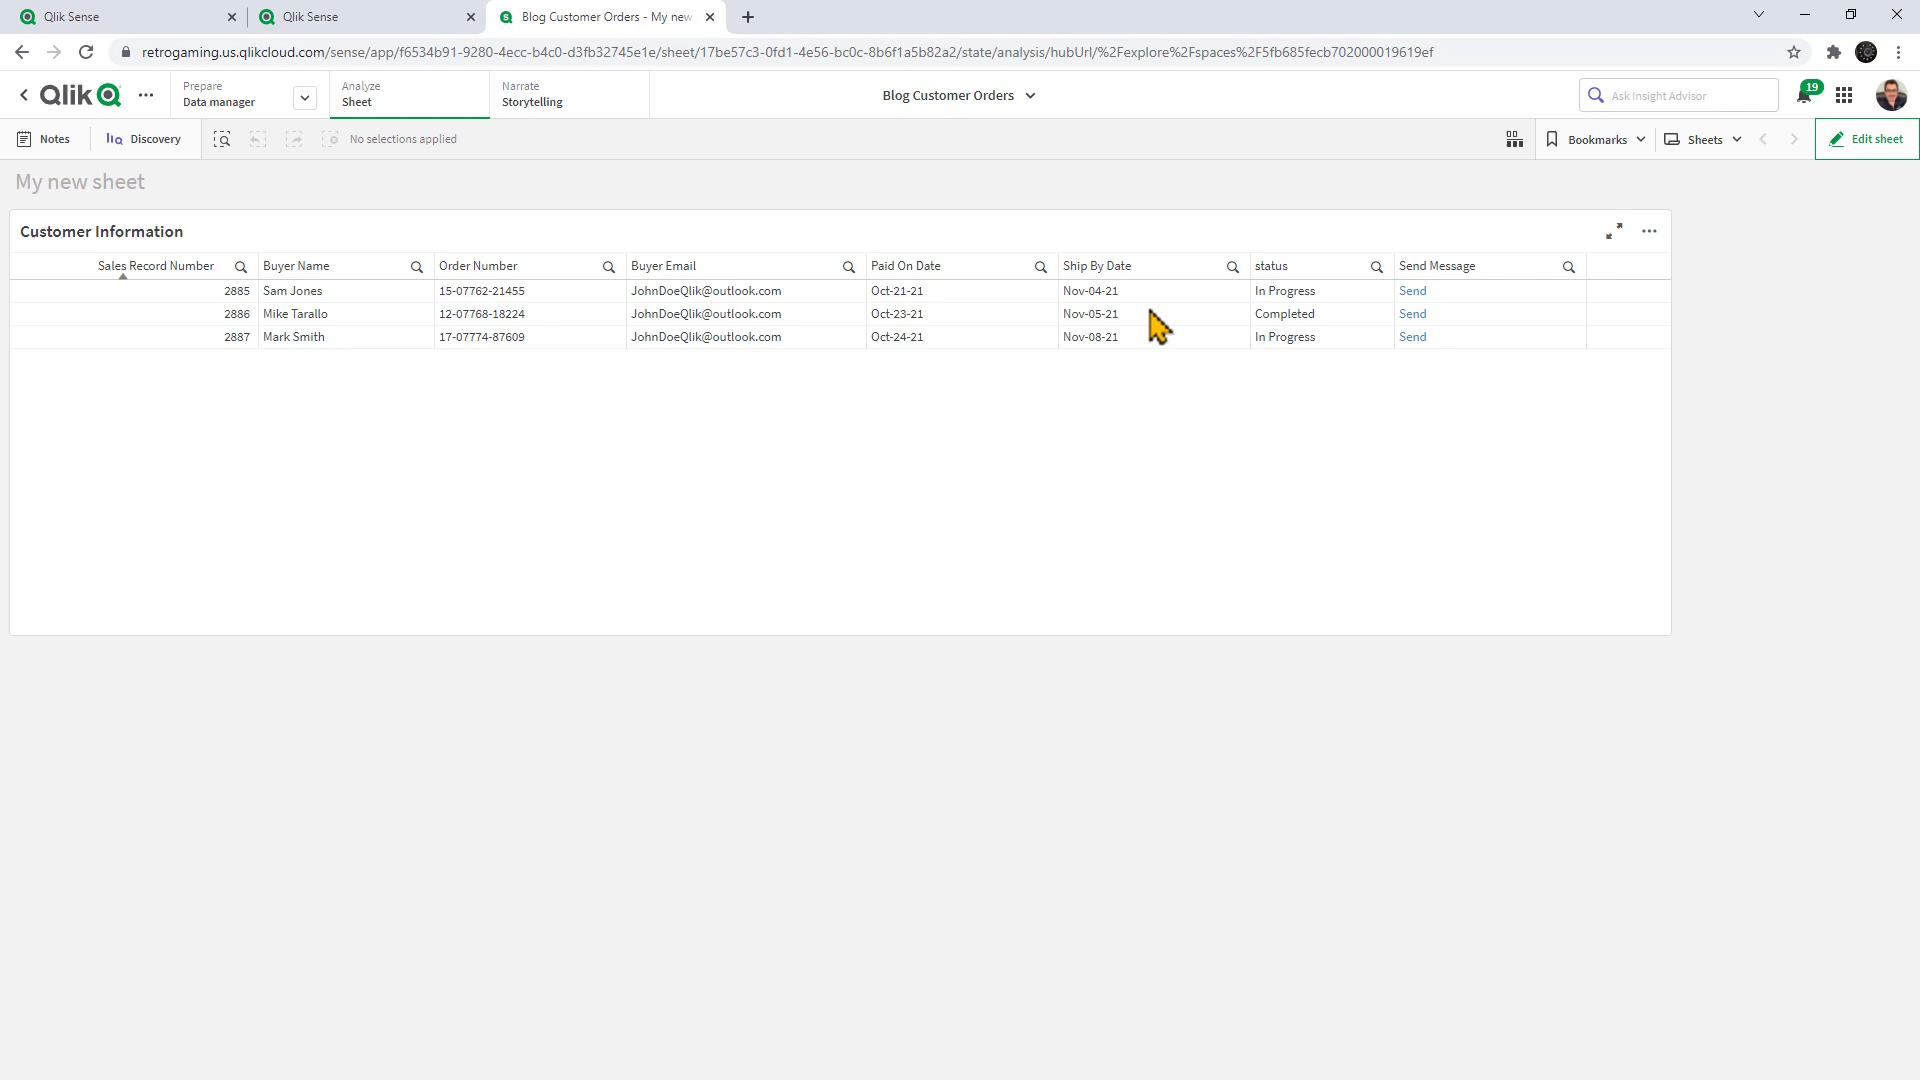 Qlik Sense
Qlik Sense
Blog Customer Orders - My new
retrogaming.us.qlikcloud.com/sense/app/f6534b91-9280-4ecc-b4c0-d3fb32745e1e/sheet/17be57c3-0fd1-4e56-bc0c-8b6f1a5b82a2/state/analysis/hubUrl/%2Fexplore%2Fspaces%2F5fb685fecb702000019619ef
Qlik
Prepare
Data manager
Analyze
Sheet
Narrate
Storytelling
Blog Customer Orders
Ask Insight Advisor
19
Notes
Discovery
No selections applied
Bookmarks
Sheets
Edit sheet
My new sheet
Customer Information
Sales Record Number Buyer Name Order Number Buyer Email Paid On Date Ship By Date status Send Message
2885 Sam Jones 15-07762-21455 JohnDoeQlik@outlook.com Oct-21-21 Nov-04-21 In Progress Send
2886 Mike Tarallo 12-07768-18224 JohnDoeQlik@outlook.com Oct-23-21 Nov-05-21 Completed Send
2887 Mark Smith 17-07774-87609 JohnDoeQlik@outlook.com Oct-24-21 Nov-08-21 In Progress Send